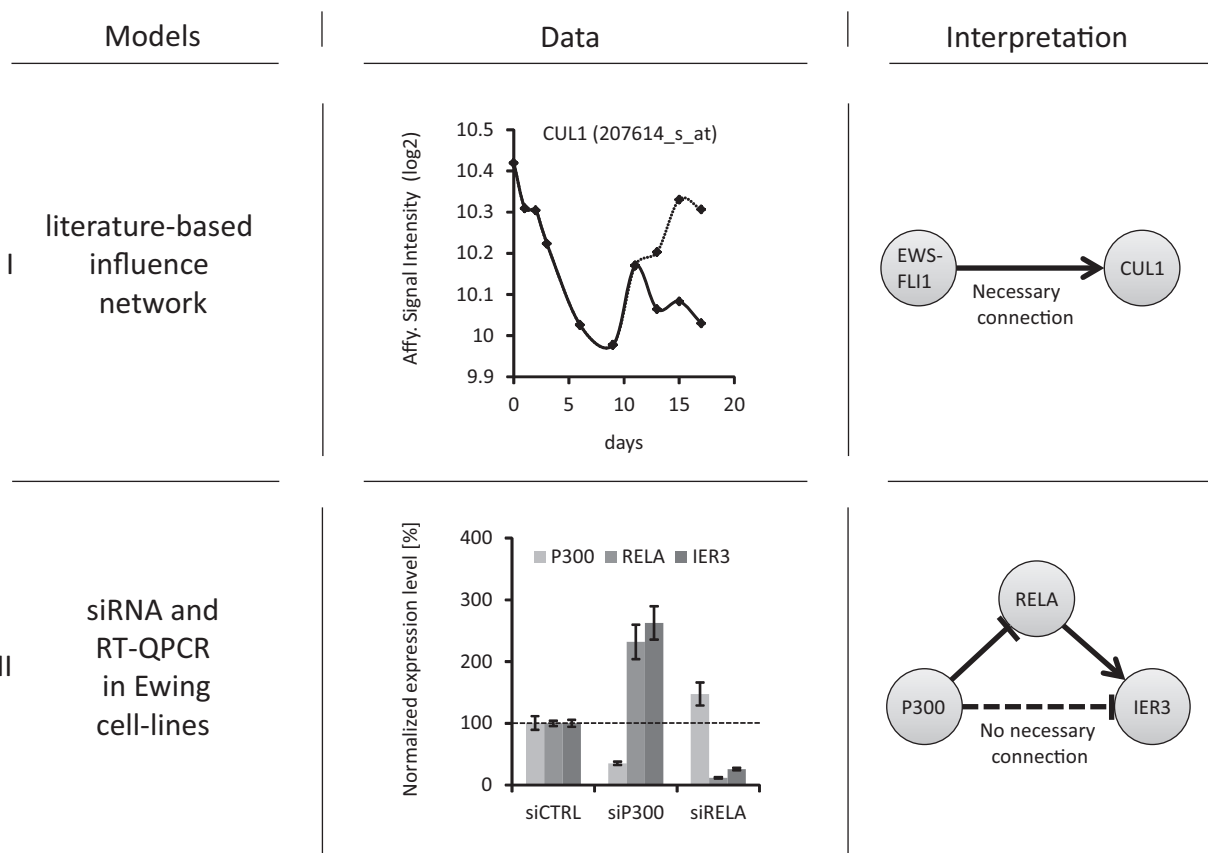 Models
Data
Interpretation
I
literature-based
influence
network
CUL1 (207614_s_at)
Affy. Signal Intensity (log2)
10.5
10.4
10.3
10.2
10.1
10
9.9
0 5 10 15 20
days
EWS-
FLI1
CUL1
Necessary
connection
II
siRNA and
RT-QPCR
in Ewing
cell-lines
Normalized expression level [%]
400
300
200
100
0
P300 RELA IER3
siCTRL siP300 siRELA
RELA
P300
IER3
No necessary
connection